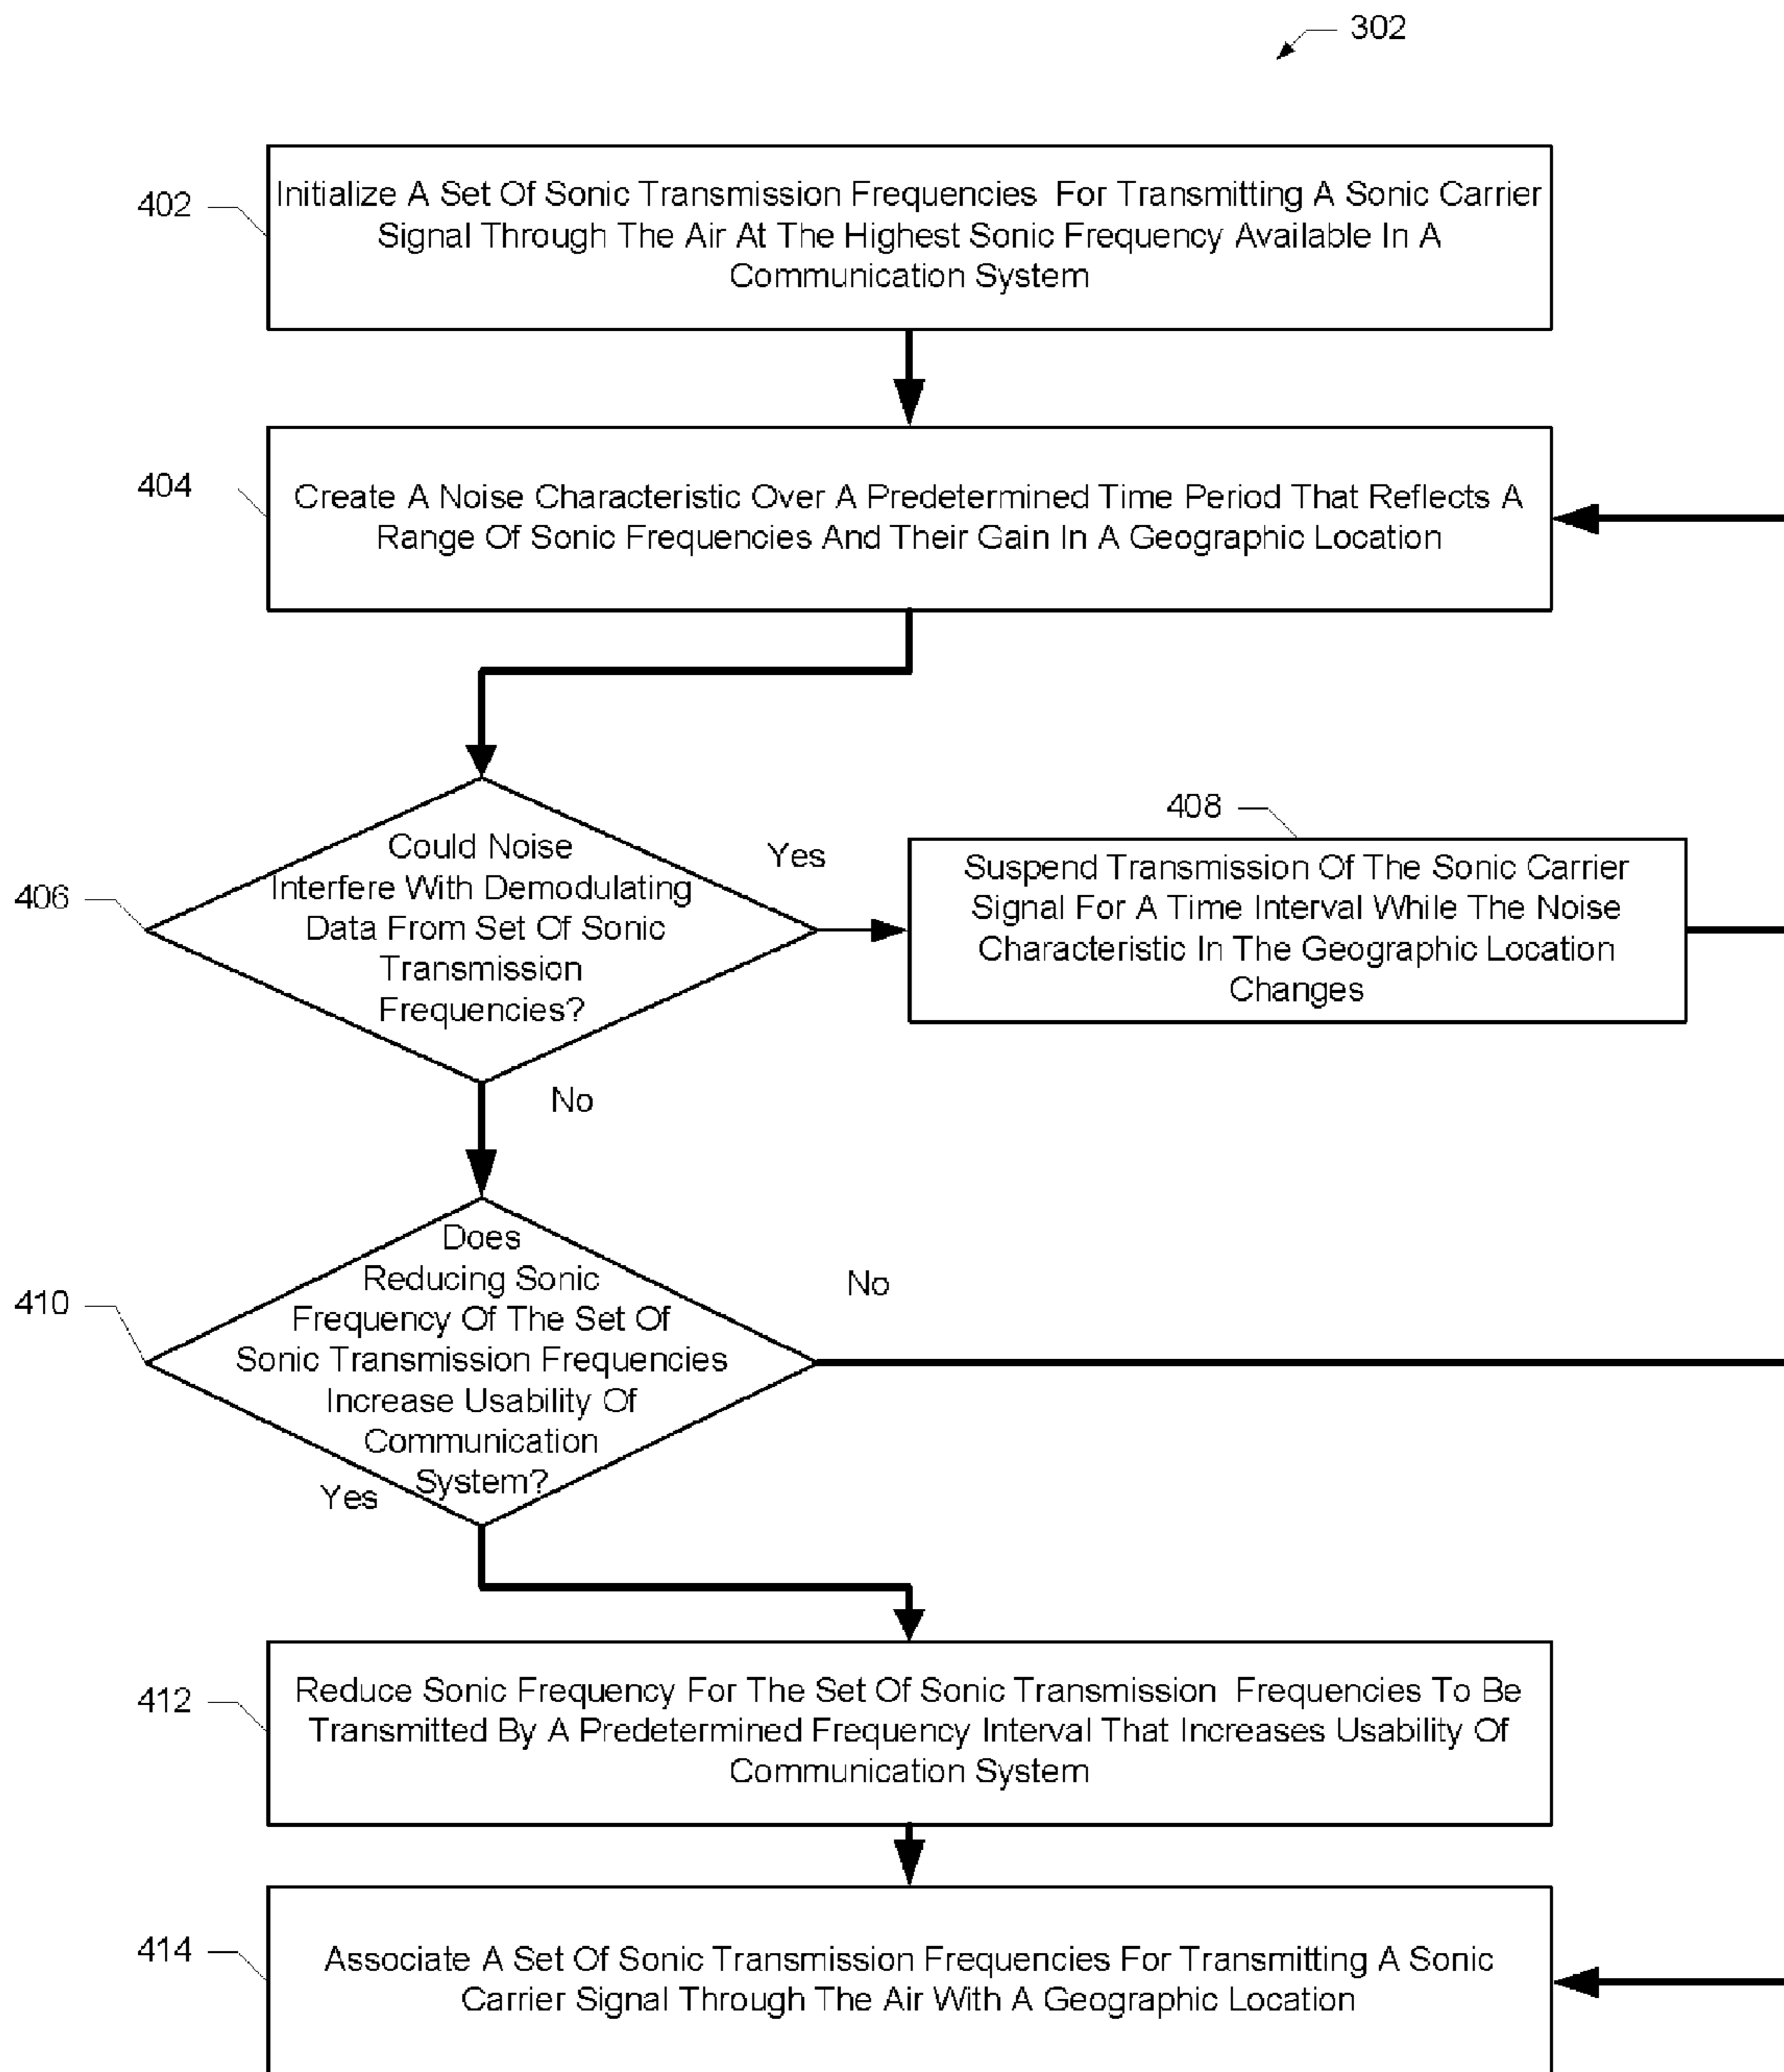 302
402
Initialize A Set Of Sonic Transmission Frequencies For Transmitting A Sonic Carrier
Signal Through The Air At The Highest Sonic Frequency Available In A
Communication System
404
Create A Noise Characteristic Over A Predetermined Time Period That Reflects A
Range Of Sonic Frequencies And Their Gain In A Geographic Location
406
Could Noise
Interfere With Demodulating
Data From Set Of Sonic
Transmission
Frequencies?
Yes
408
Suspend Transmission Of The Sonic Carrier
Signal For A Time Interval While The Noise
Characteristic In The Geographic Location
Changes
No
410
Does
Reducing Sonic
Frequency Of The Set Of
Sonic Transmission Frequencies
Increase Usability Of
Communication
System?
No
Yes
412
Reduce Sonic Frequency For The Set Of Sonic Transmission Frequencies To Be
Transmitted By A Predetermined Frequency Interval That Increases Usability Of
Communication System
414
Associate A Set Of Sonic Transmission Frequencies For Transmitting A Sonic
Carrier Signal Through The Air With A Geographic Location